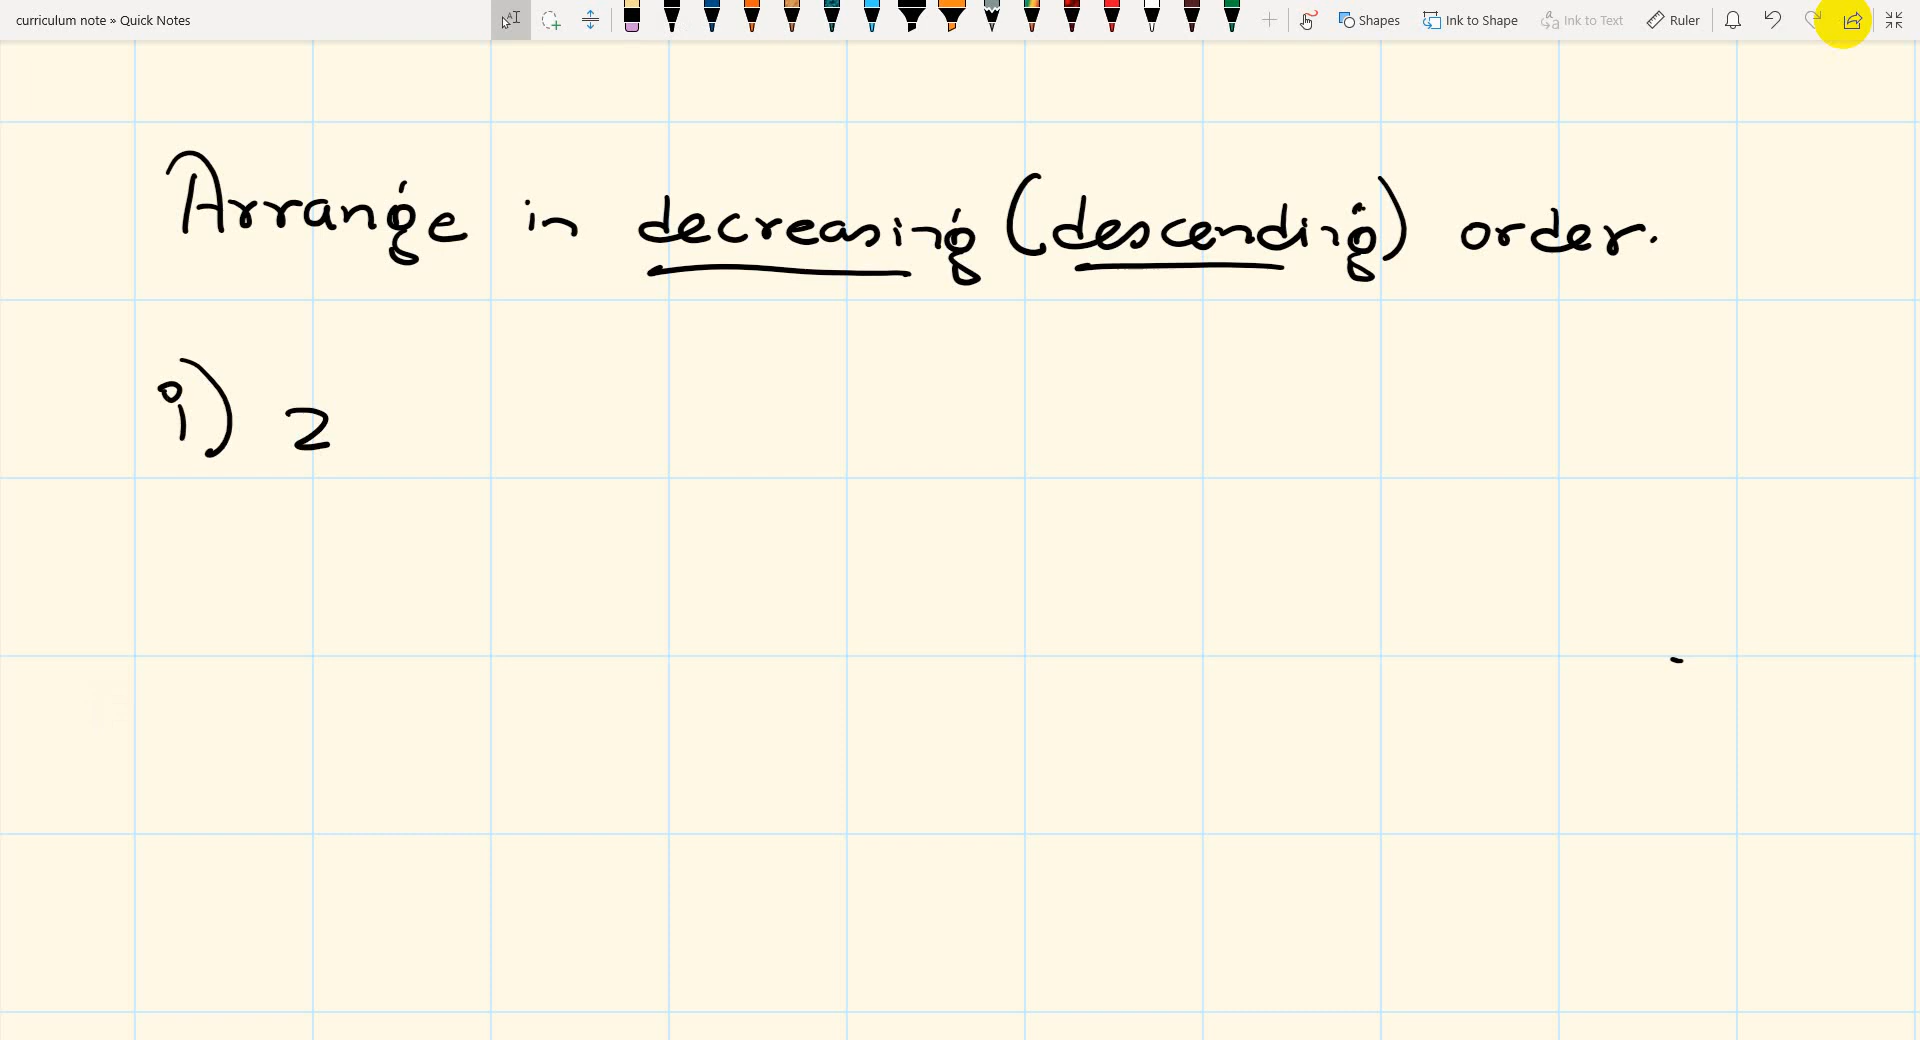 curriculum note » Quick Notes Shapes Ink to Shape Ink to Text Ruler
Arrange in decreasing (descending) order.
i) 2